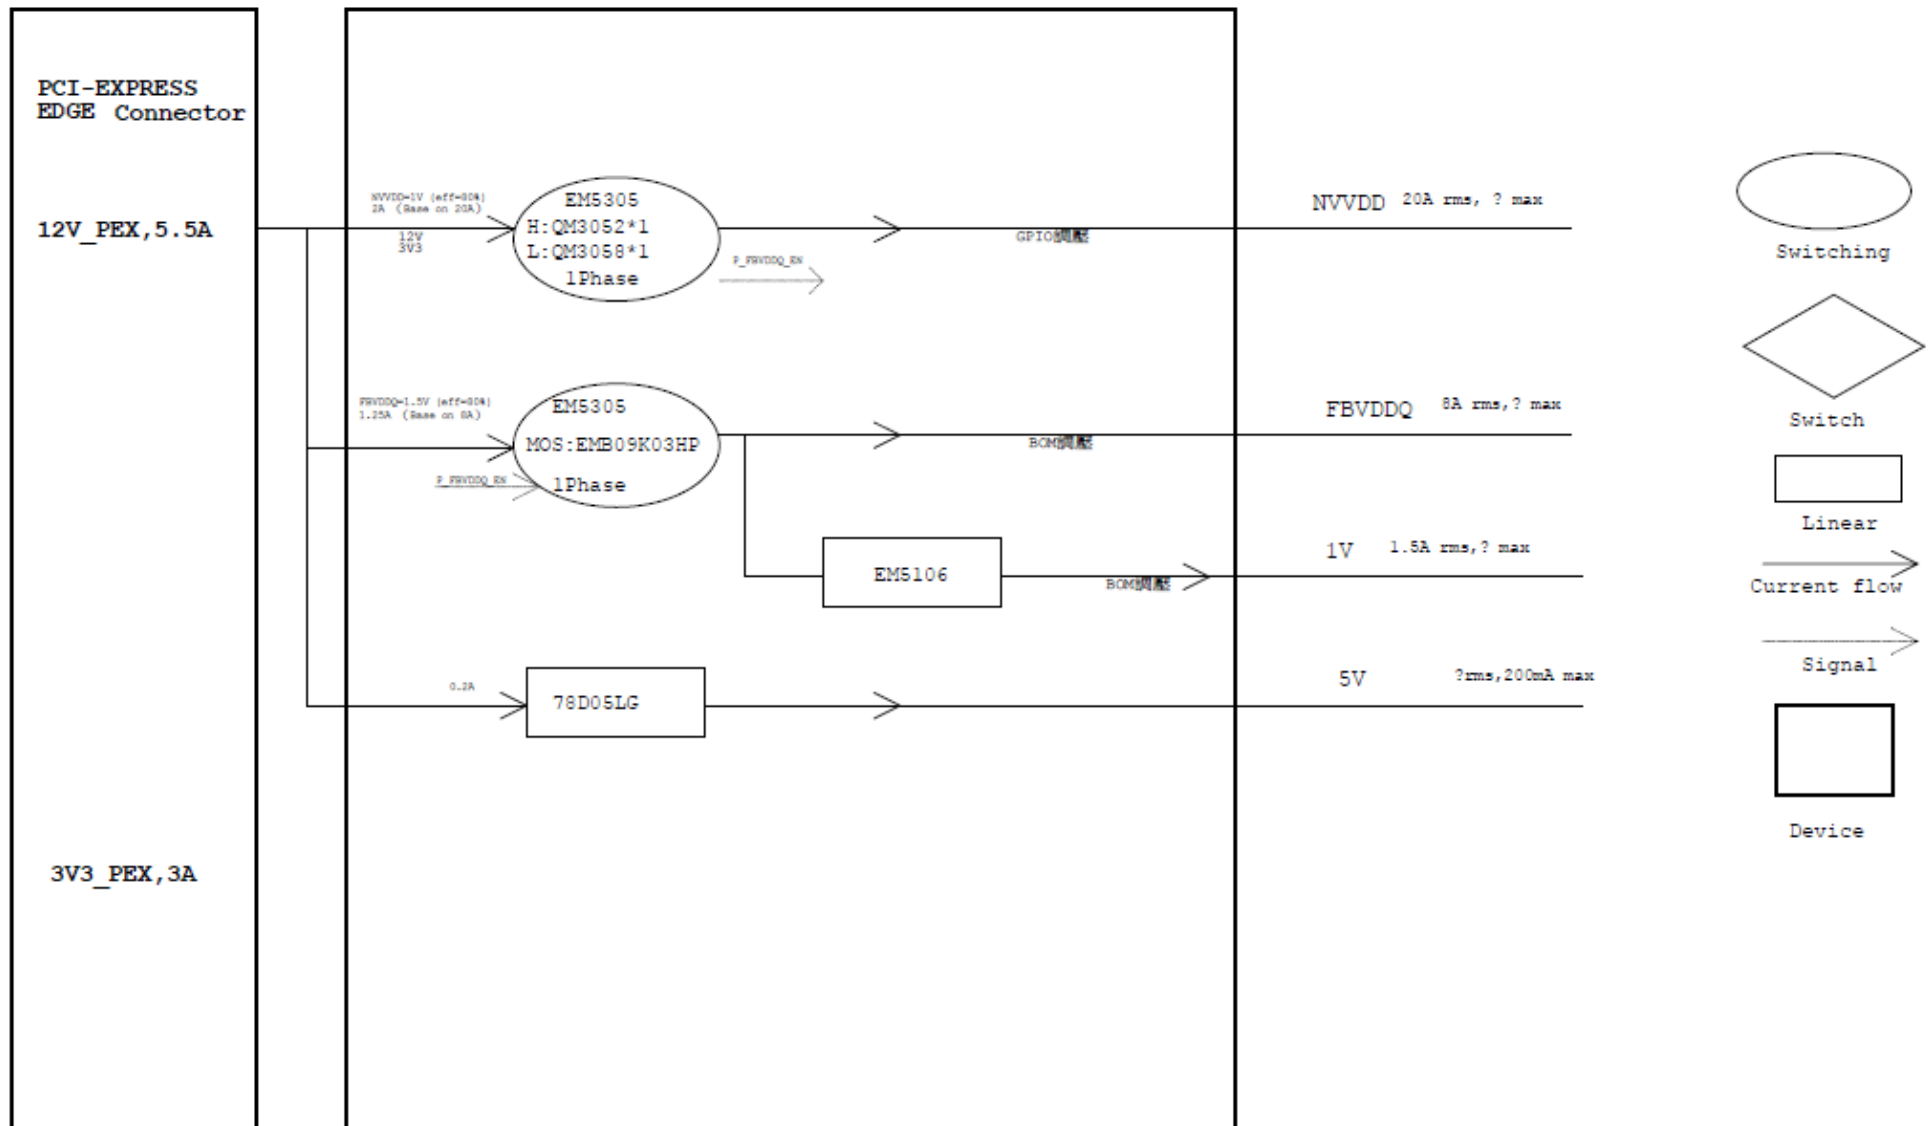 PCI-EXPRESS
EDGE Connector
12V_PEX,5.5A
3V3_PEX,3A
NVVDD=1V (eff=80%)
2A (Base on 20A)
12V
3V3
EM5305
H:QM3052*1
L:QM3058*1
1Phase
P_FBVDDQ_EN
GPIO調壓
NVVDD 20A rms, ? max
FBVDDQ=1.5V (eff=80%)
1.25A (Base on 8A)
P_FBVDDQ_EN
EM5305
MOS:EMB09K03HP
1Phase
BOM調壓
FBVDDQ 8A rms,? max
EM5106
BOM調壓
1V 1.5A rms,? max
0.2A
78D05LG
5V ?rms,200mA max
Switching
Switch
Linear
Current flow
Signal
Device